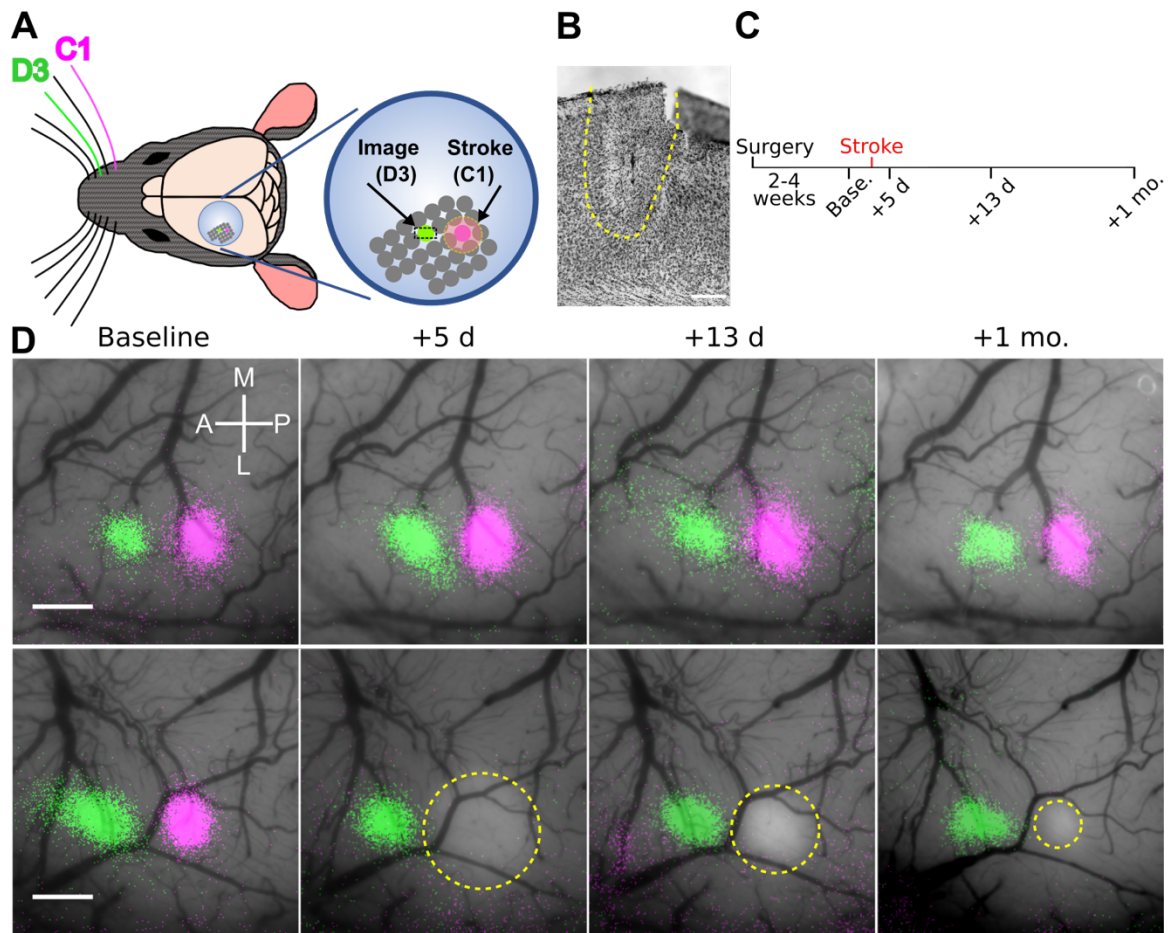 A
B
C
C1
D3
Image
(D3)
Stroke
(C1)
Surgery
Stroke
2-4
weeks
Base.
+5 d
+13 d
+1 mo.
D
Baseline
+5 d
+13 d
+1 mo.
M
A
P
L